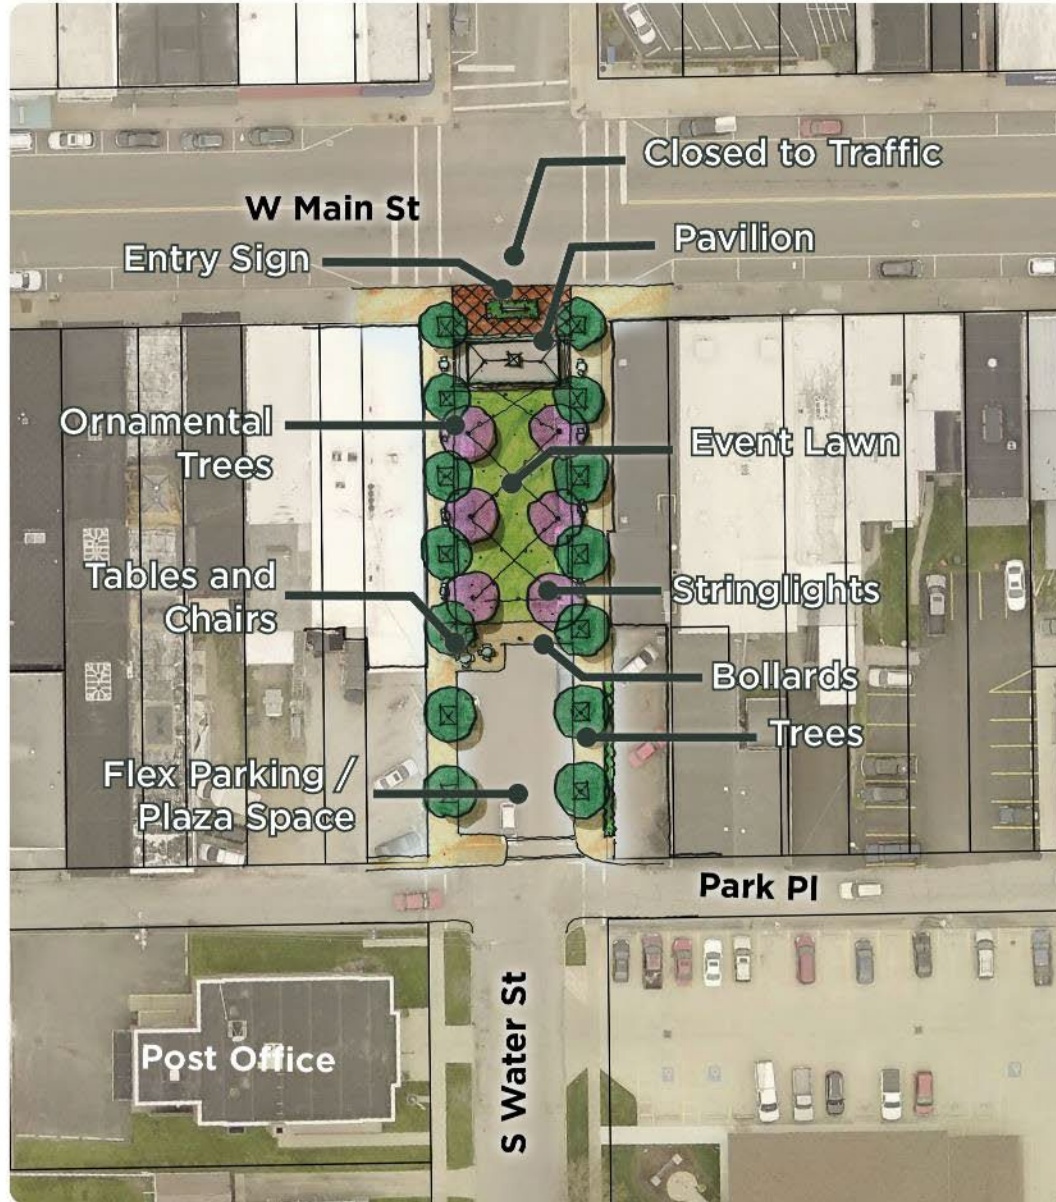 Closed to Traffic
W Main St
Pavilion
Entry Sign
Ornamental
Trees
Event Lawn
Tables and
Chairs
Stringlights
Bollards
Trees
Flex Parking /
Plaza Space
Park Pl
S Water St
Post Office